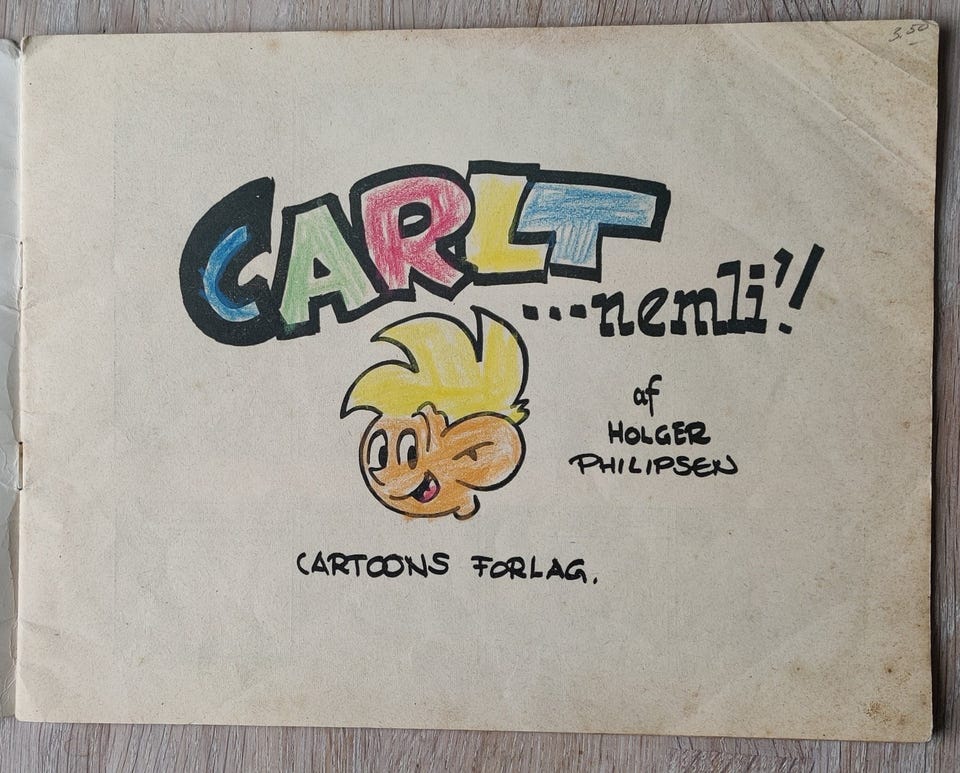 3.50
CARLT
...nemli'!
af
HOLGER
PHILIPSEN
CARTOONS FORLAG.